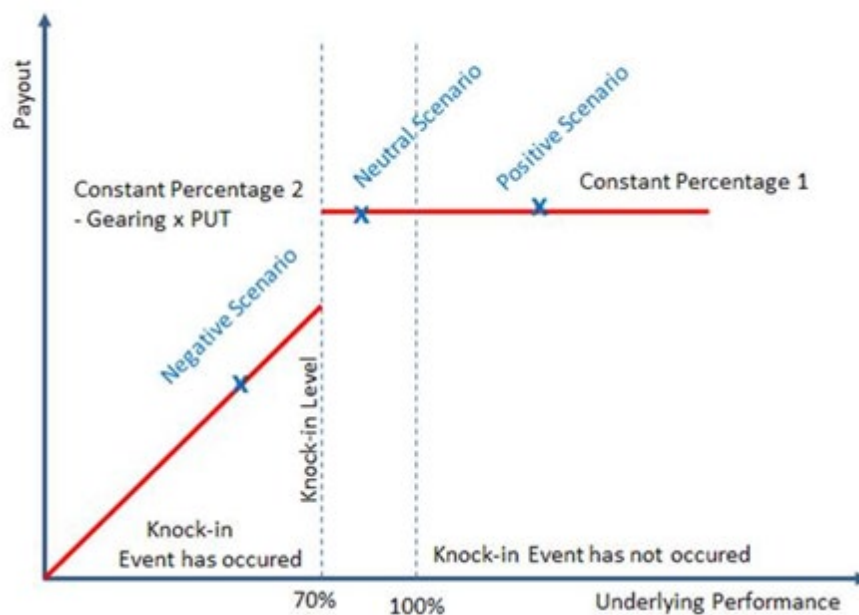 Payout
Neutral Scenario
Positive Scenario
Constant Percentage 2
- Gearing x PUT
Constant Percentage 1
Negative Scenario
Knock-in Level
Knock-in
Event has occured
Knock-in Event has not occured
70%
100%
Underlying Performance